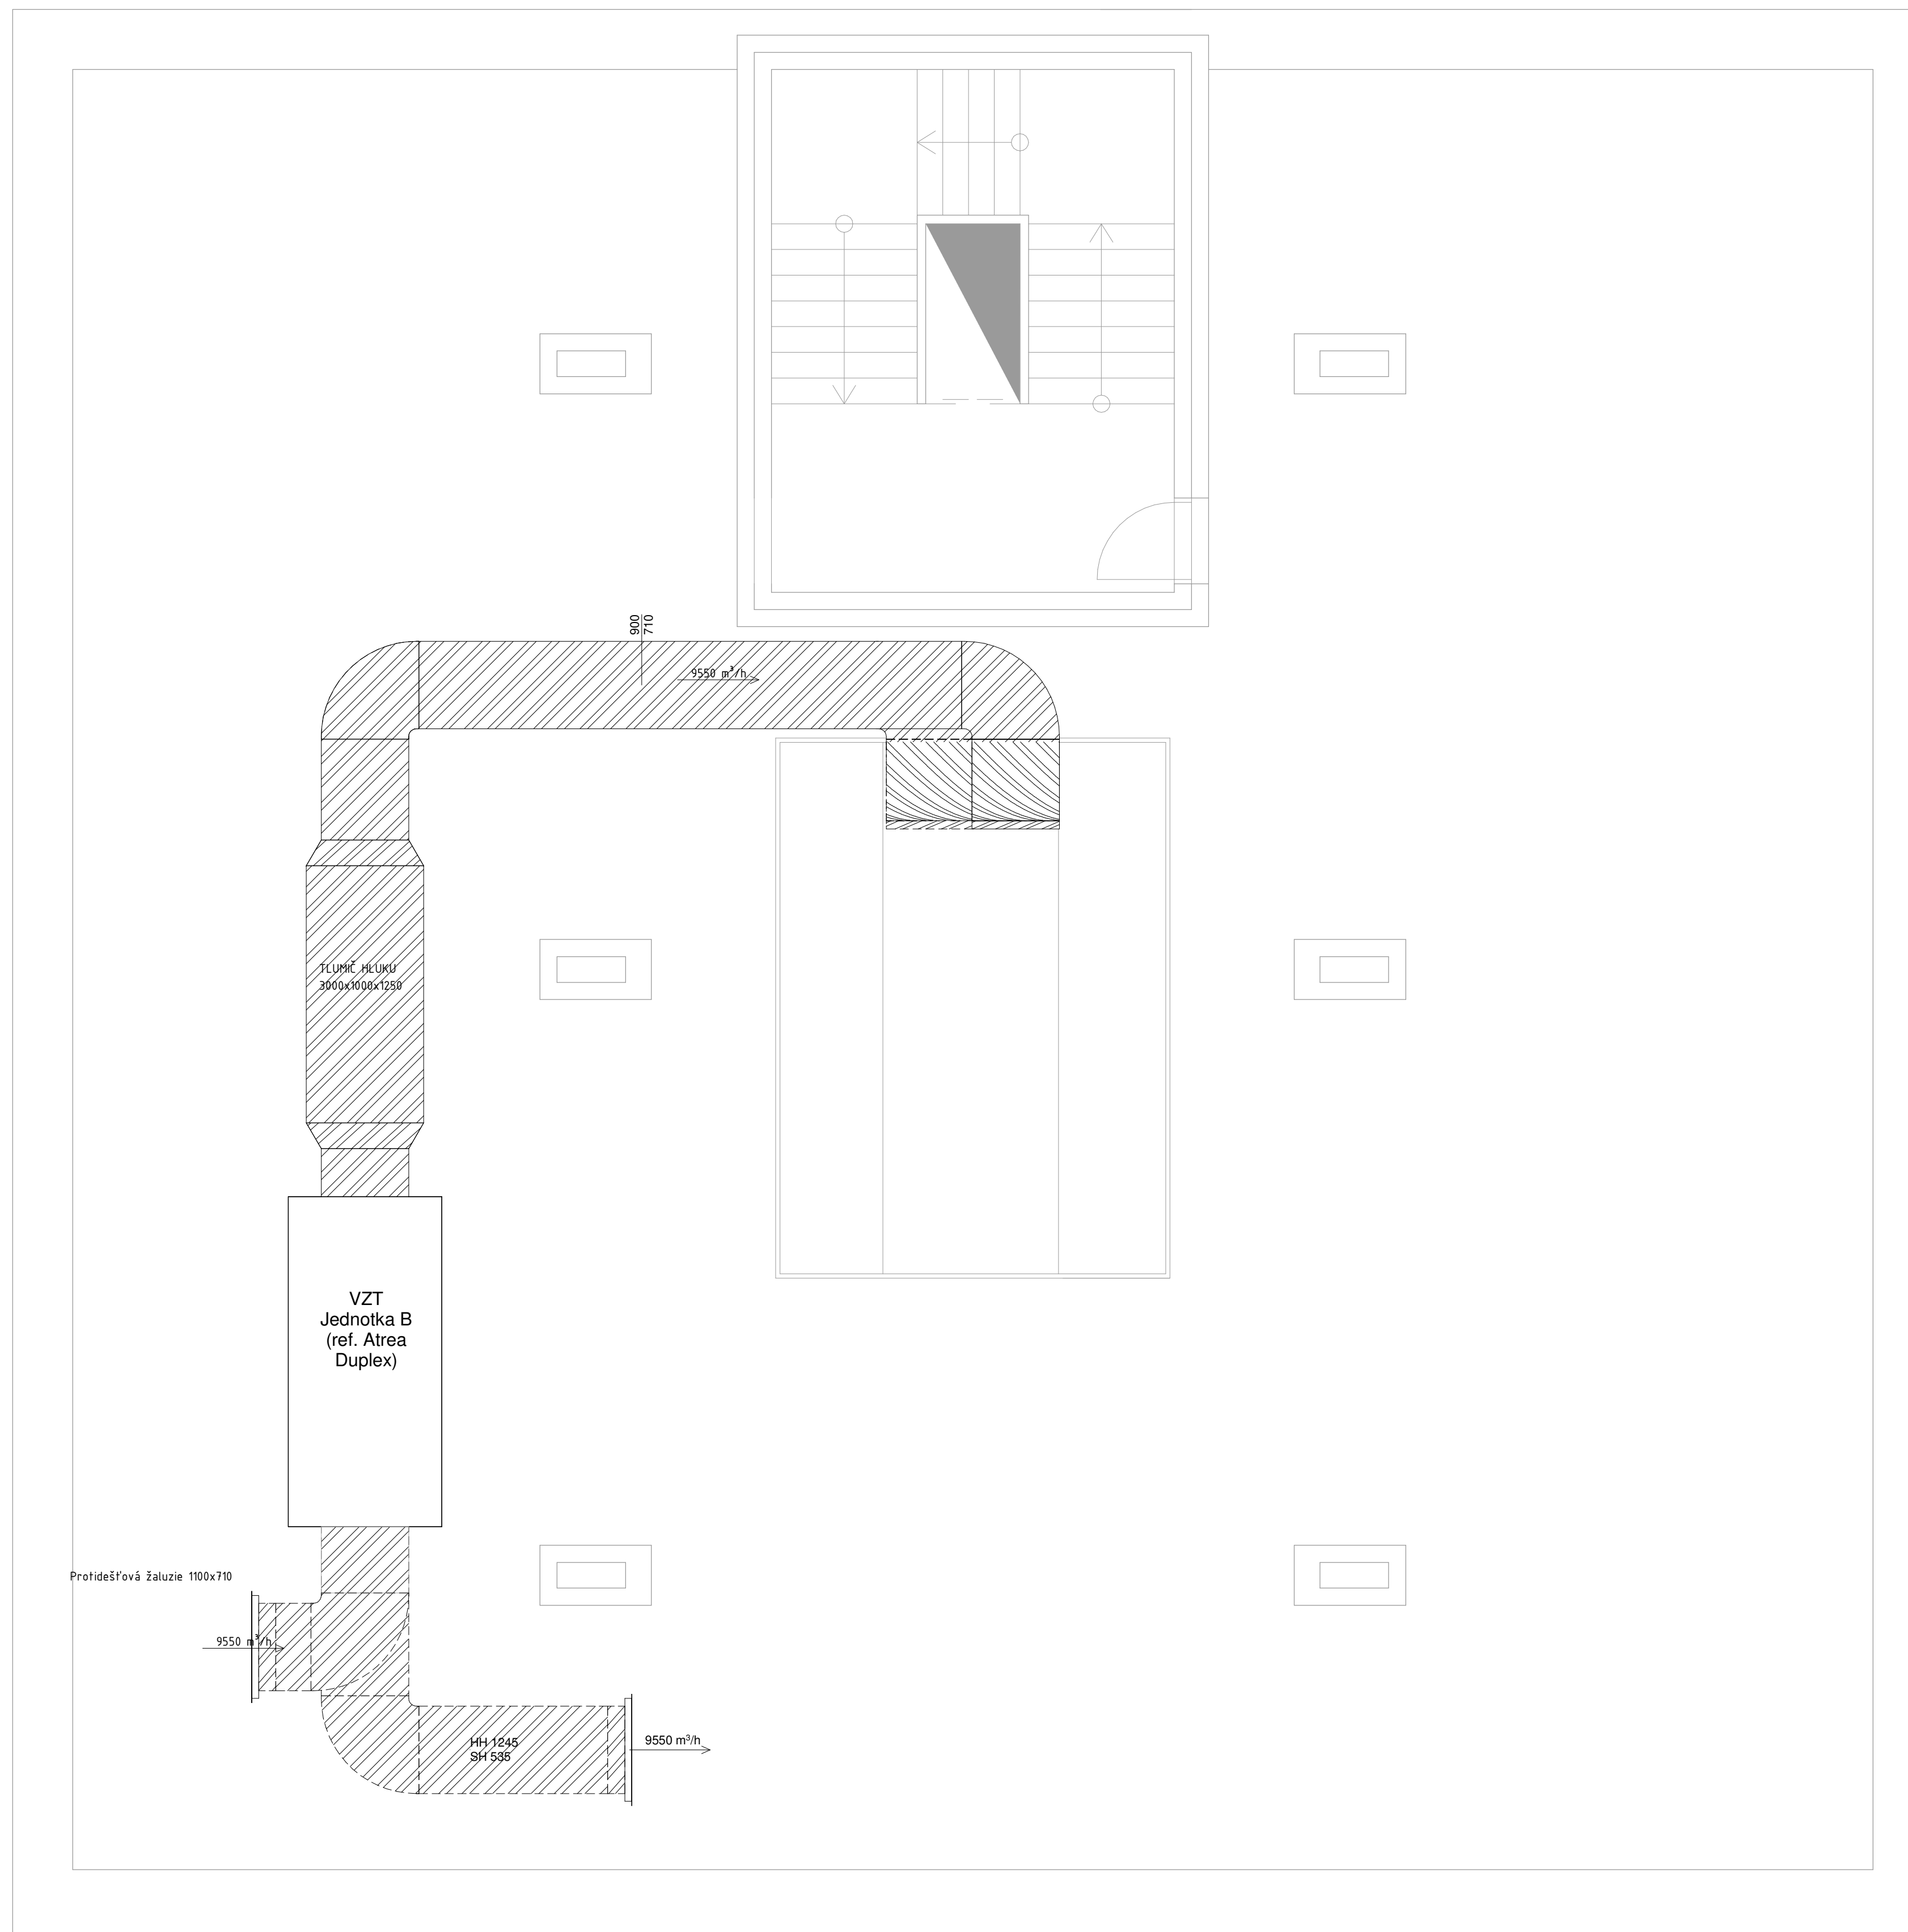 900
710
9550 m³/h
TLUMIČ HLUKU
3000x1000x1250
VZT
Jednotka B
(ref. Atrea
Duplex)
Protidešťová žaluzie 1100x710
9550 m³/h
HH 1245
SH 535
9550 m³/h